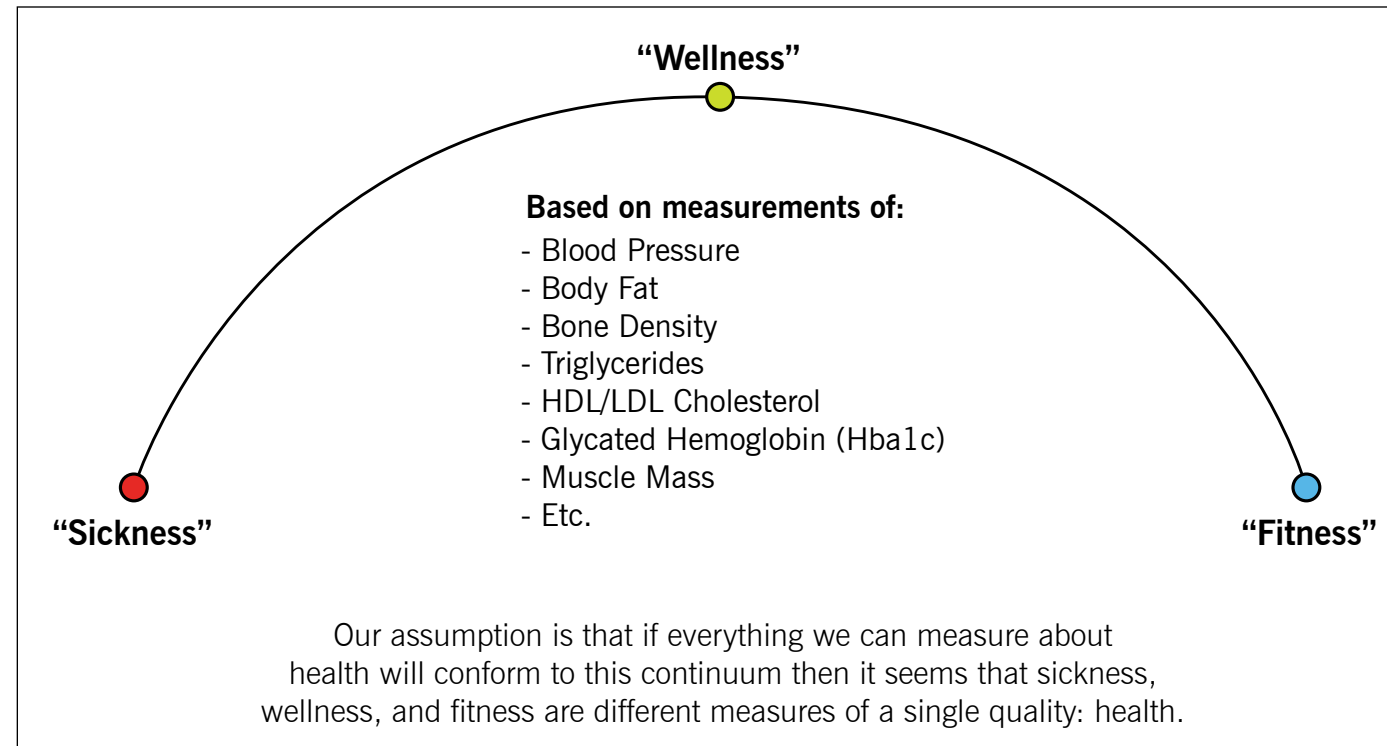 “Wellness”
Based on measurements of:
- Blood Pressure
- Body Fat
- Bone Density
- Triglycerides
- HDL/LDL Cholesterol
- Glycated Hemoglobin (Hba1c)
- Muscle Mass
- Etc.
“Sickness”
“Fitness”
Our assumption is that if everything we can measure about
health will conform to this continuum then it seems that sickness,
wellness, and fitness are different measures of a single quality: health.